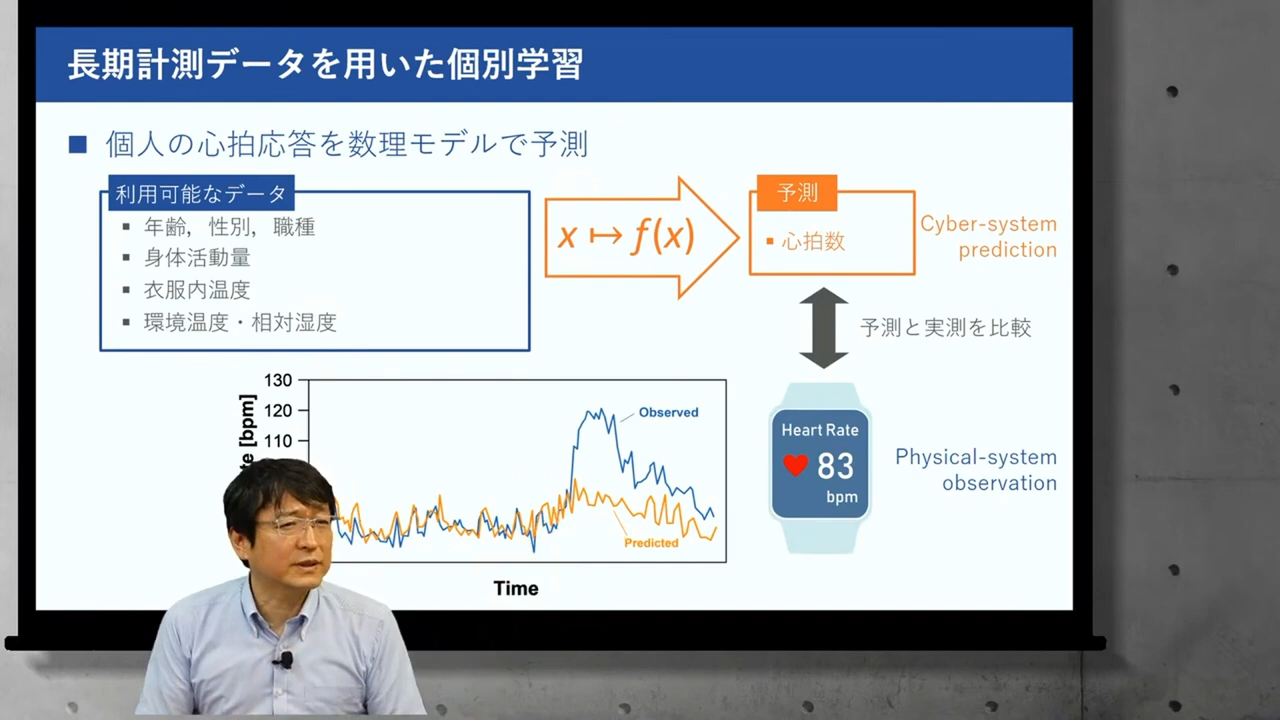 長期計測データを用いた個別学習
■ 個人の心拍応答を数理モデルで予測
利用可能なデータ
▪ 年齢，性別，職種
▪ 身体活動量
▪ 衣服内温度
▪ 環境温度・相対湿度
x ↦ f(x)
予測
▪ 心拍数
Cyber-system
prediction
予測と実測を比較
130
120
110
[bpm]
Observed
Predicted
Time
Heart Rate
83
bpm
Physical-system
observation